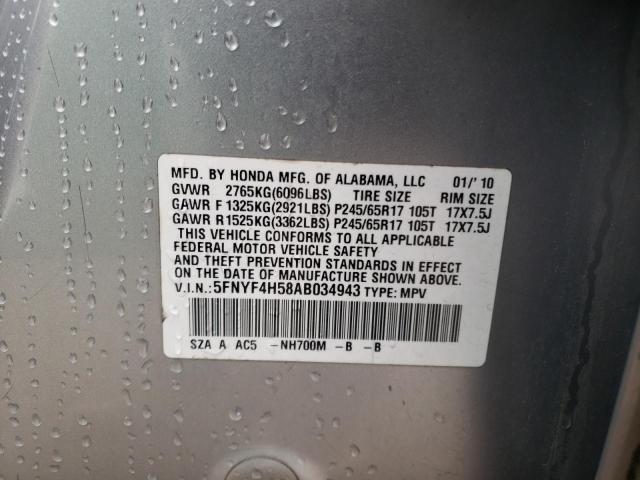 MFD. BY HONDA MFG. OF ALABAMA, LLC 01/'10
GVWR 2765KG(6096LBS) TIRE SIZE RIM SIZE
GAWR F 1325KG(2921LBS) P245/65R17 105T 17X7.5J
GAWR R1525KG(3362LBS) P245/65R17 105T 17X7.5J
THIS VEHICLE CONFORMS TO ALL APPLICABLE
FEDERAL MOTOR VEHICLE SAFETY
AND THEFT PREVENTION STANDARDS IN EFFECT
ON THE DATE OF MANUFACTURE SHOWN ABOVE.
V.I.N.: 5FNYF4H58AB034943 TYPE: MPV
SZA A AC5 -NH700M -B -B